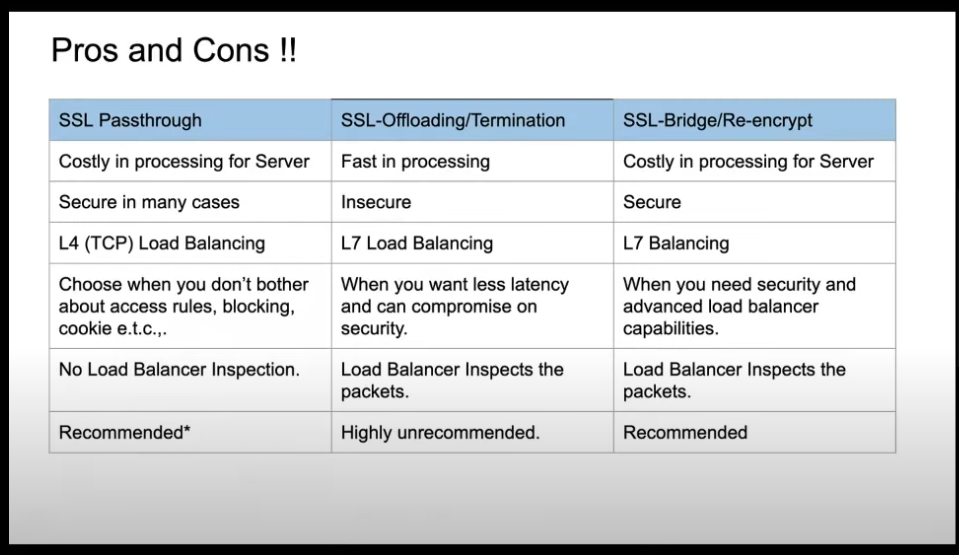 Pros and Cons !!
SSL Passthrough
SSL-Offloading/Termination
SSL-Bridge/Re-encrypt
Costly in processing for Server
Fast in processing
Costly in processing for Server
Secure in many cases
Insecure
Secure
L4 (TCP) Load Balancing
L7 Load Balancing
L7 Balancing
Choose when you don't bother
about access rules, blocking,
cookie e.t.c.,.
When you want less latency
and can compromise on
security.
When you need security and
advanced load balancer
capabilities.
No Load Balancer Inspection.
Load Balancer Inspects the
packets.
Load Balancer Inspects the
packets.
Recommended*
Highly unrecommended.
Recommended